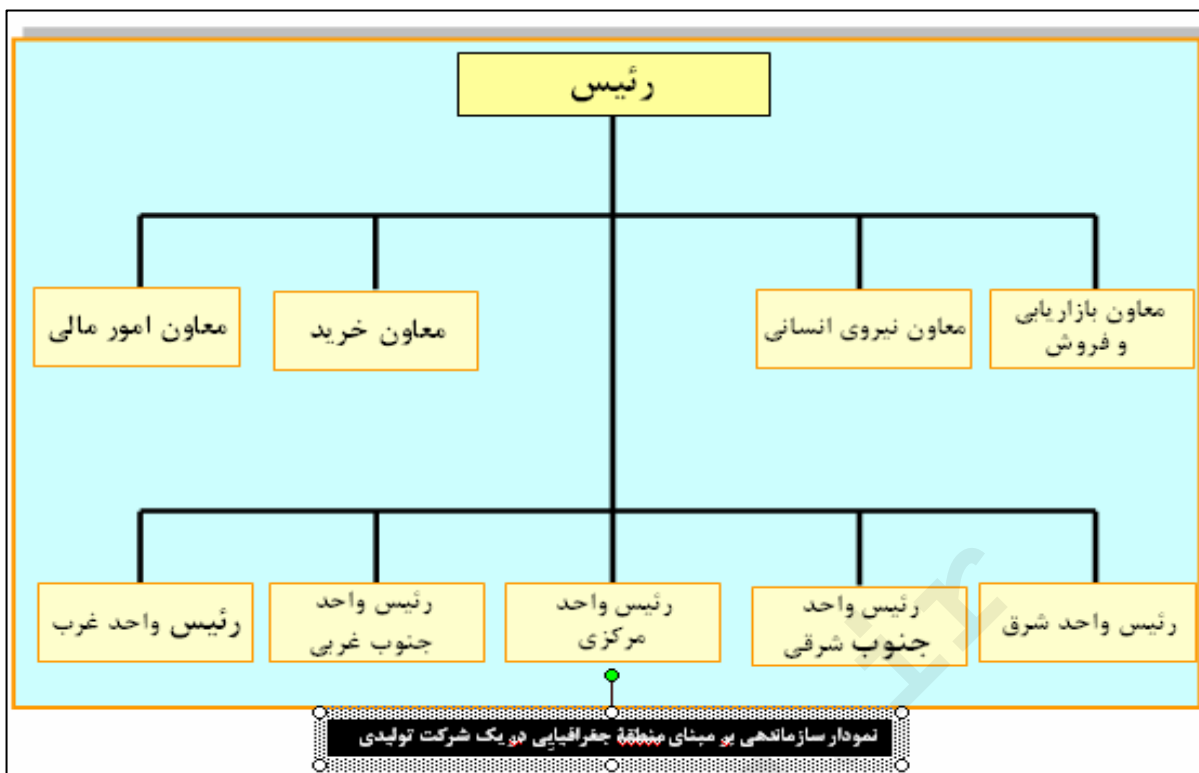 رئیس
معاون بازاریابی
و فروش
معاون نیروی انسانی
معاون خرید
معاون امور مالی
رئیس واحد شرق
رئیس واحد
جنوب شرقی
رئیس واحد
مرکزی
رئیس واحد
جنوب غربی
رئیس واحد غرب
نمودار سازماندهی بر مبنای منطقهٔ جغرافیایی در یک شرکت تولیدی
ir